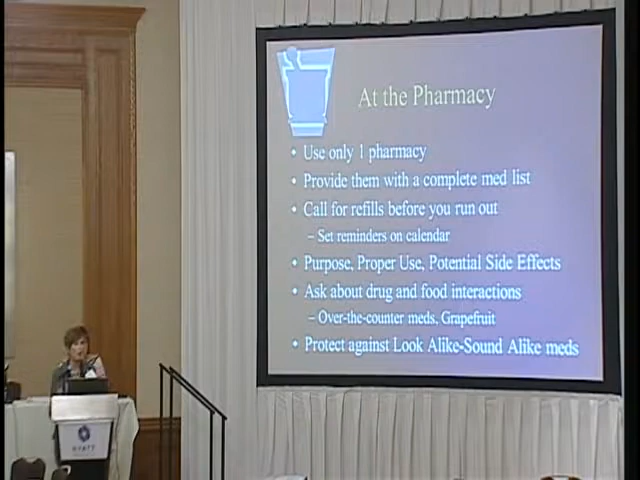 At the Pharmacy
• Use only 1 pharmacy
• Provide them with a complete med list
• Call for refills before you run out
– Set reminders on calendar
• Purpose, Proper Use, Potential Side Effects
• Ask about drug and food interactions
– Over-the-counter meds, Grapefruit
• Protect against Look Alike-Sound Alike meds
HYATT